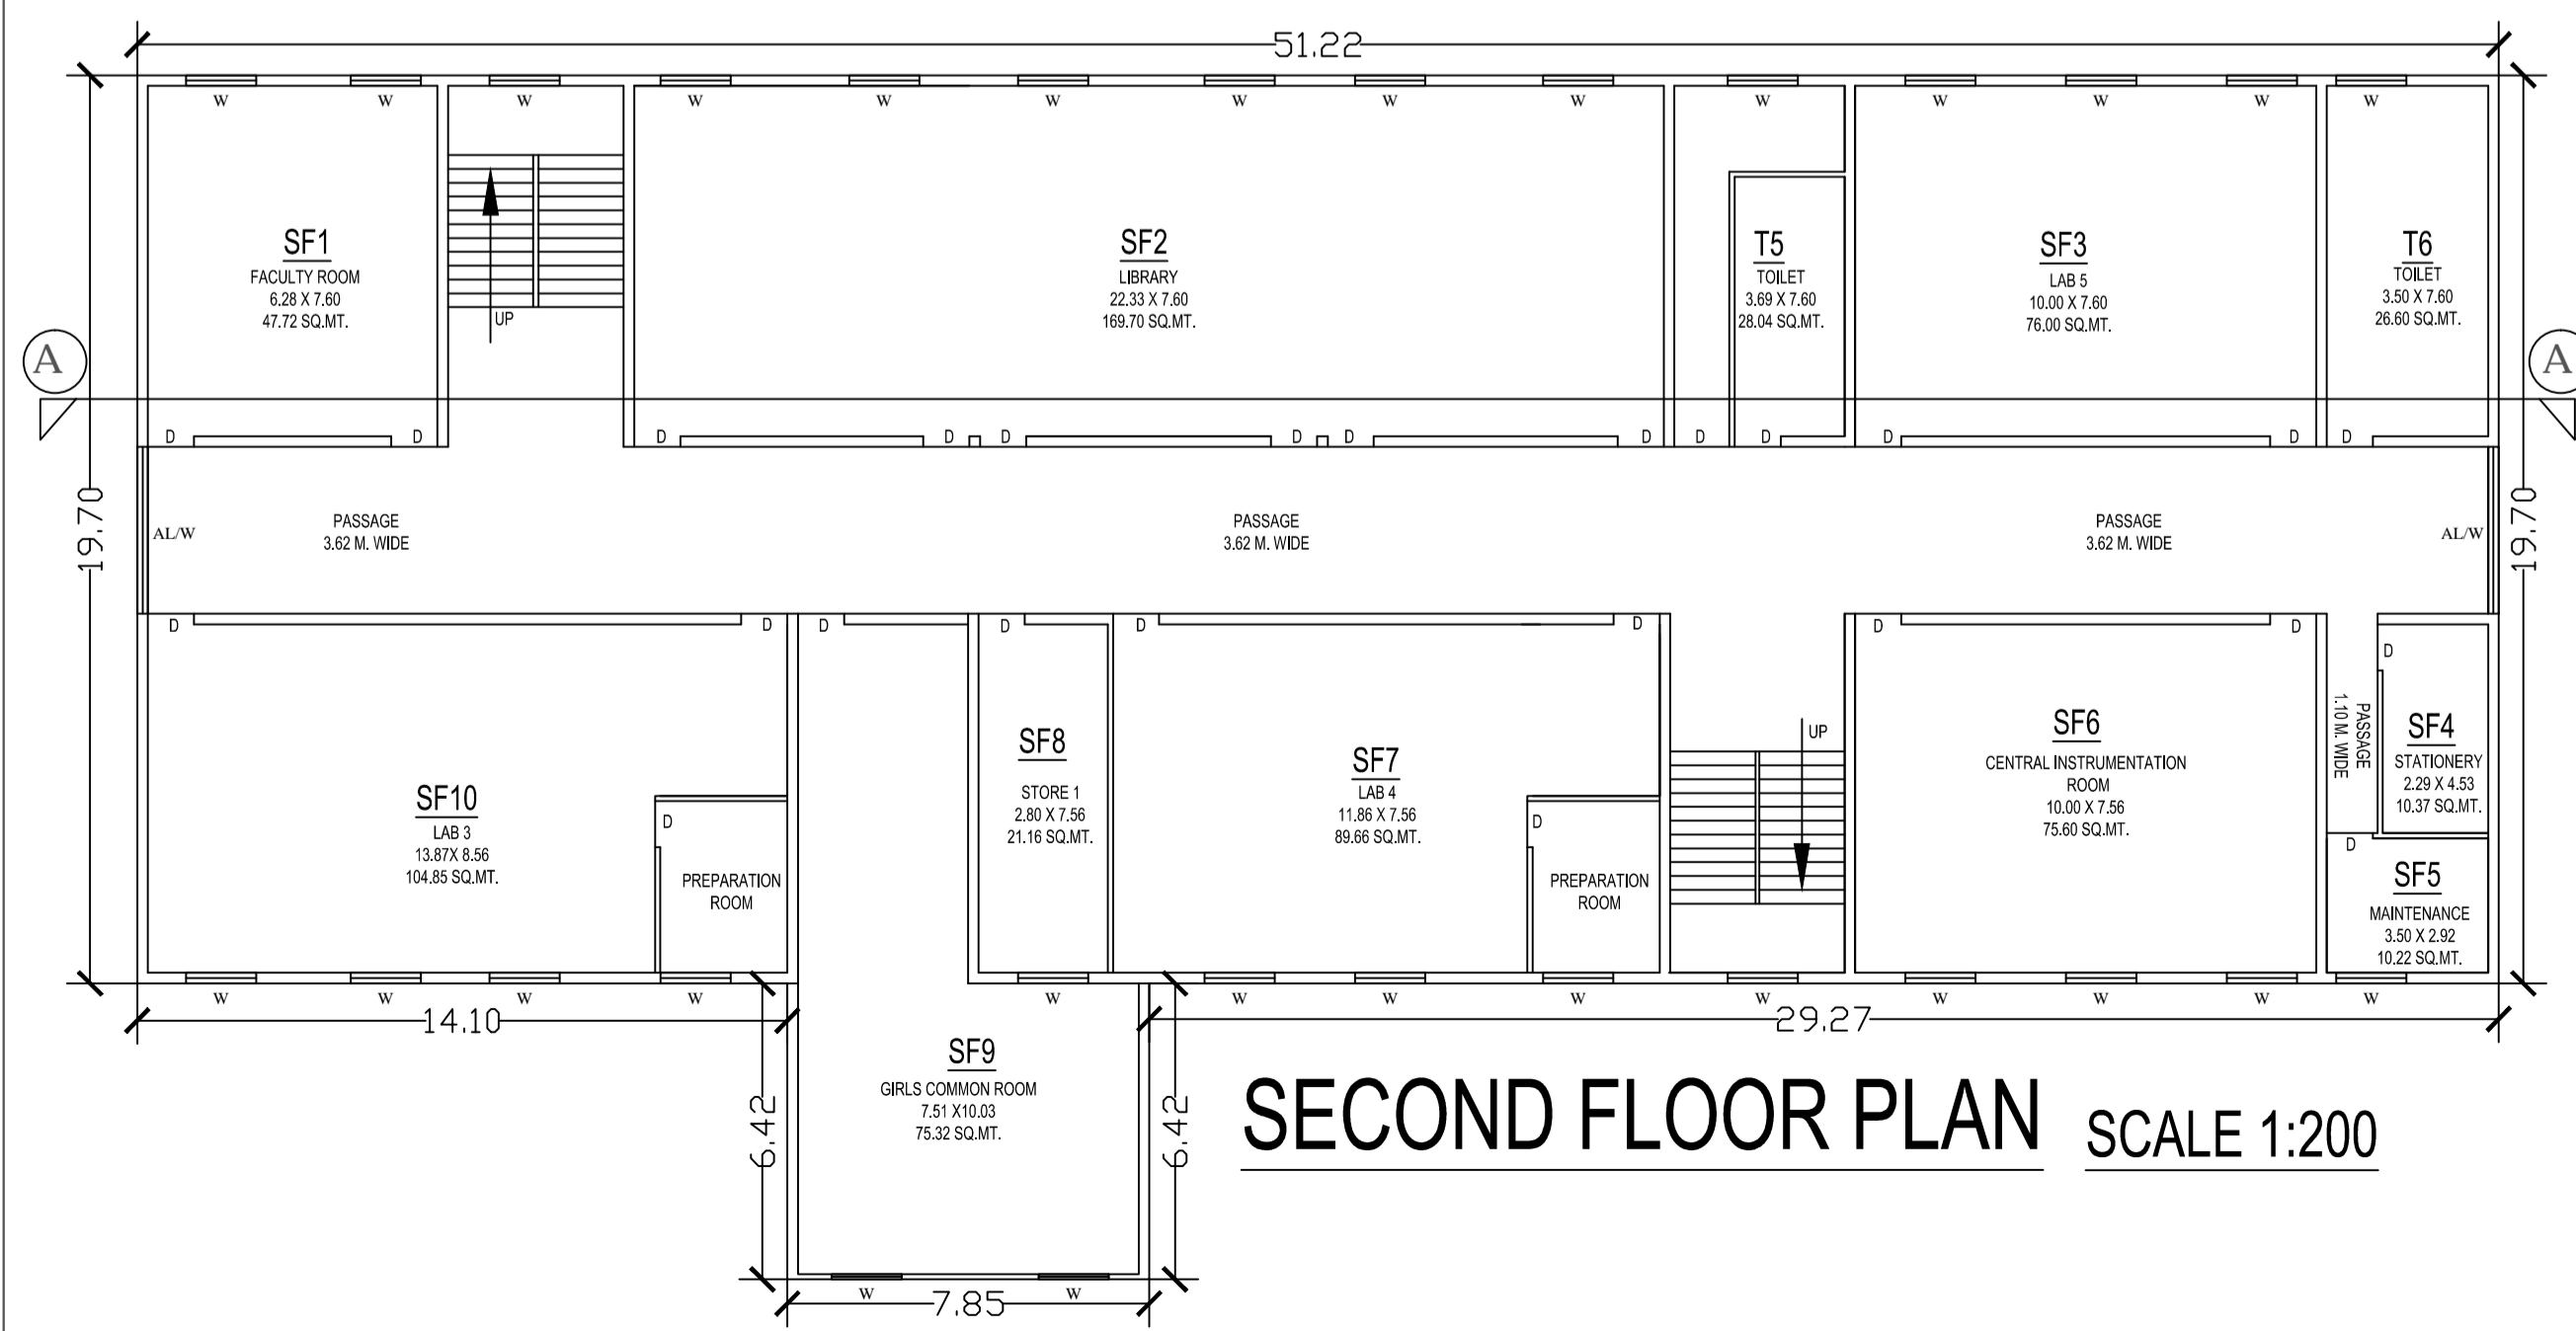 51.22
W W W W W W W W W W W W W W
SF1
FACULTY ROOM
6.28 X 7.60
47.72 SQ.MT.
UP
SF2
LIBRARY
22.33 X 7.60
169.70 SQ.MT.
T5
TOILET
3.69 X 7.60
28.04 SQ.MT.
SF3
LAB 5
10.00 X 7.60
76.00 SQ.MT.
T6
TOILET
3.50 X 7.60
26.60 SQ.MT.
A
A
D D D D D D D D D D D D D
19.70
AL/W
PASSAGE
3.62 M. WIDE
PASSAGE
3.62 M. WIDE
PASSAGE
3.62 M. WIDE
AL/W
19.70
D D D D D D D D
D
SF10
LAB 3
13.87X 8.56
104.85 SQ.MT.
D
PREPARATION
ROOM
SF8
STORE 1
2.80 X 7.56
21.16 SQ.MT.
SF7
LAB 4
11.86 X 7.56
89.66 SQ.MT.
D
PREPARATION
ROOM
UP
SF6
CENTRAL INSTRUMENTATION
ROOM
10.00 X 7.56
75.60 SQ.MT.
PASSAGE
1.10 M. WIDE
SF4
STATIONERY
2.29 X 4.53
10.37 SQ.MT.
D
SF5
MAINTENANCE
3.50 X 2.92
10.22 SQ.MT.
W W W W W W W W W W W W W
14.10
29.27
SF9
GIRLS COMMON ROOM
7.51 X10.03
75.32 SQ.MT.
6.42
6.42
W W
7.85
SECOND FLOOR PLAN
SCALE 1:200